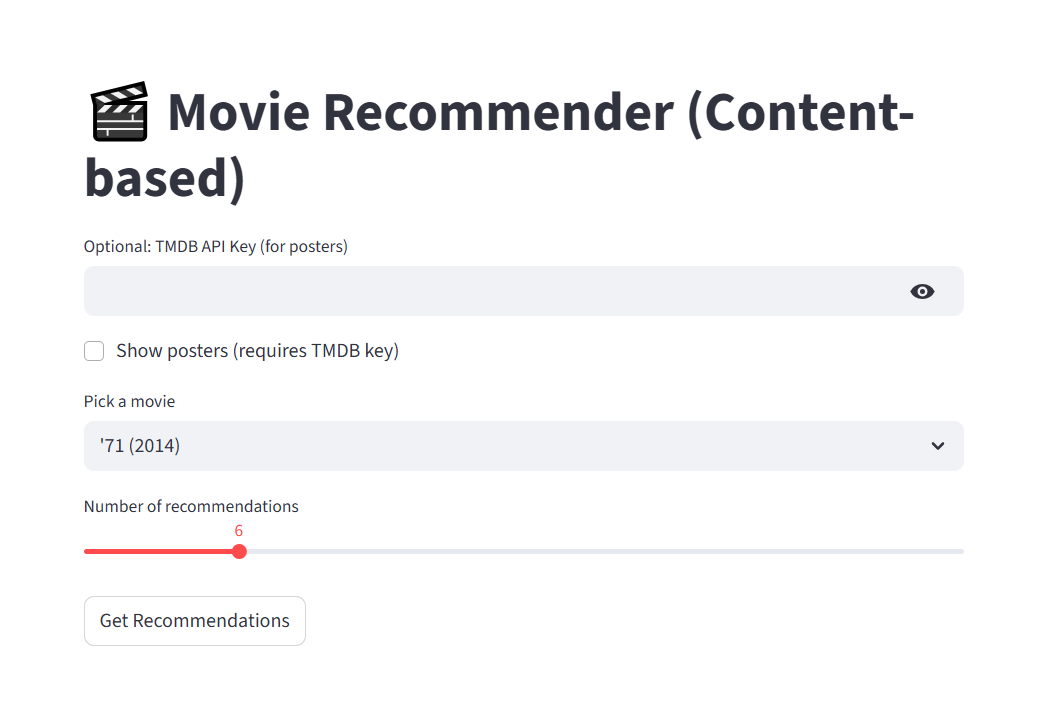 Movie Recommender (Content-
based)
Optional: TMDB API Key (for posters)
Show posters (requires TMDB key)
Pick a movie
'71 (2014)
Number of recommendations
6
Get Recommendations